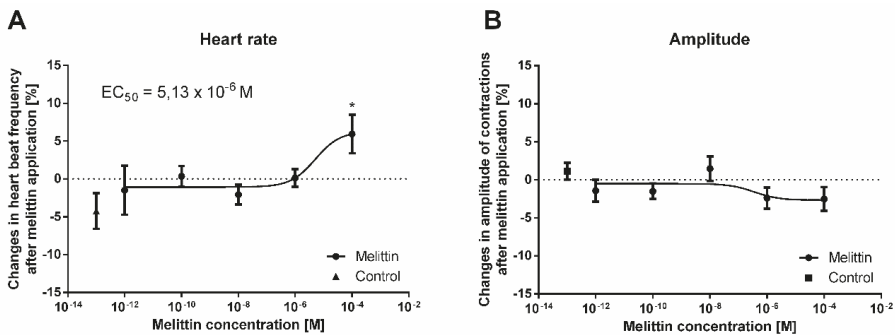 A
Heart rate
Changes in heart beat frequency
after melittin application [%]
15
10
5
0
-5
-10
-15
EC50 = 5,13 x 10-6 M
*
Melittin
Control
10-14
10-12
10-10
10-8
10-6
10-4
10-2
Melittin concentration [M]
B
Amplitude
Changes in amplitude of contractions
after melittin application [%]
15
10
5
0
-5
-10
-15
Melittin
Control
10-14
10-12
10-10
10-8
10-6
10-4
10-2
Melittin concentration [M]